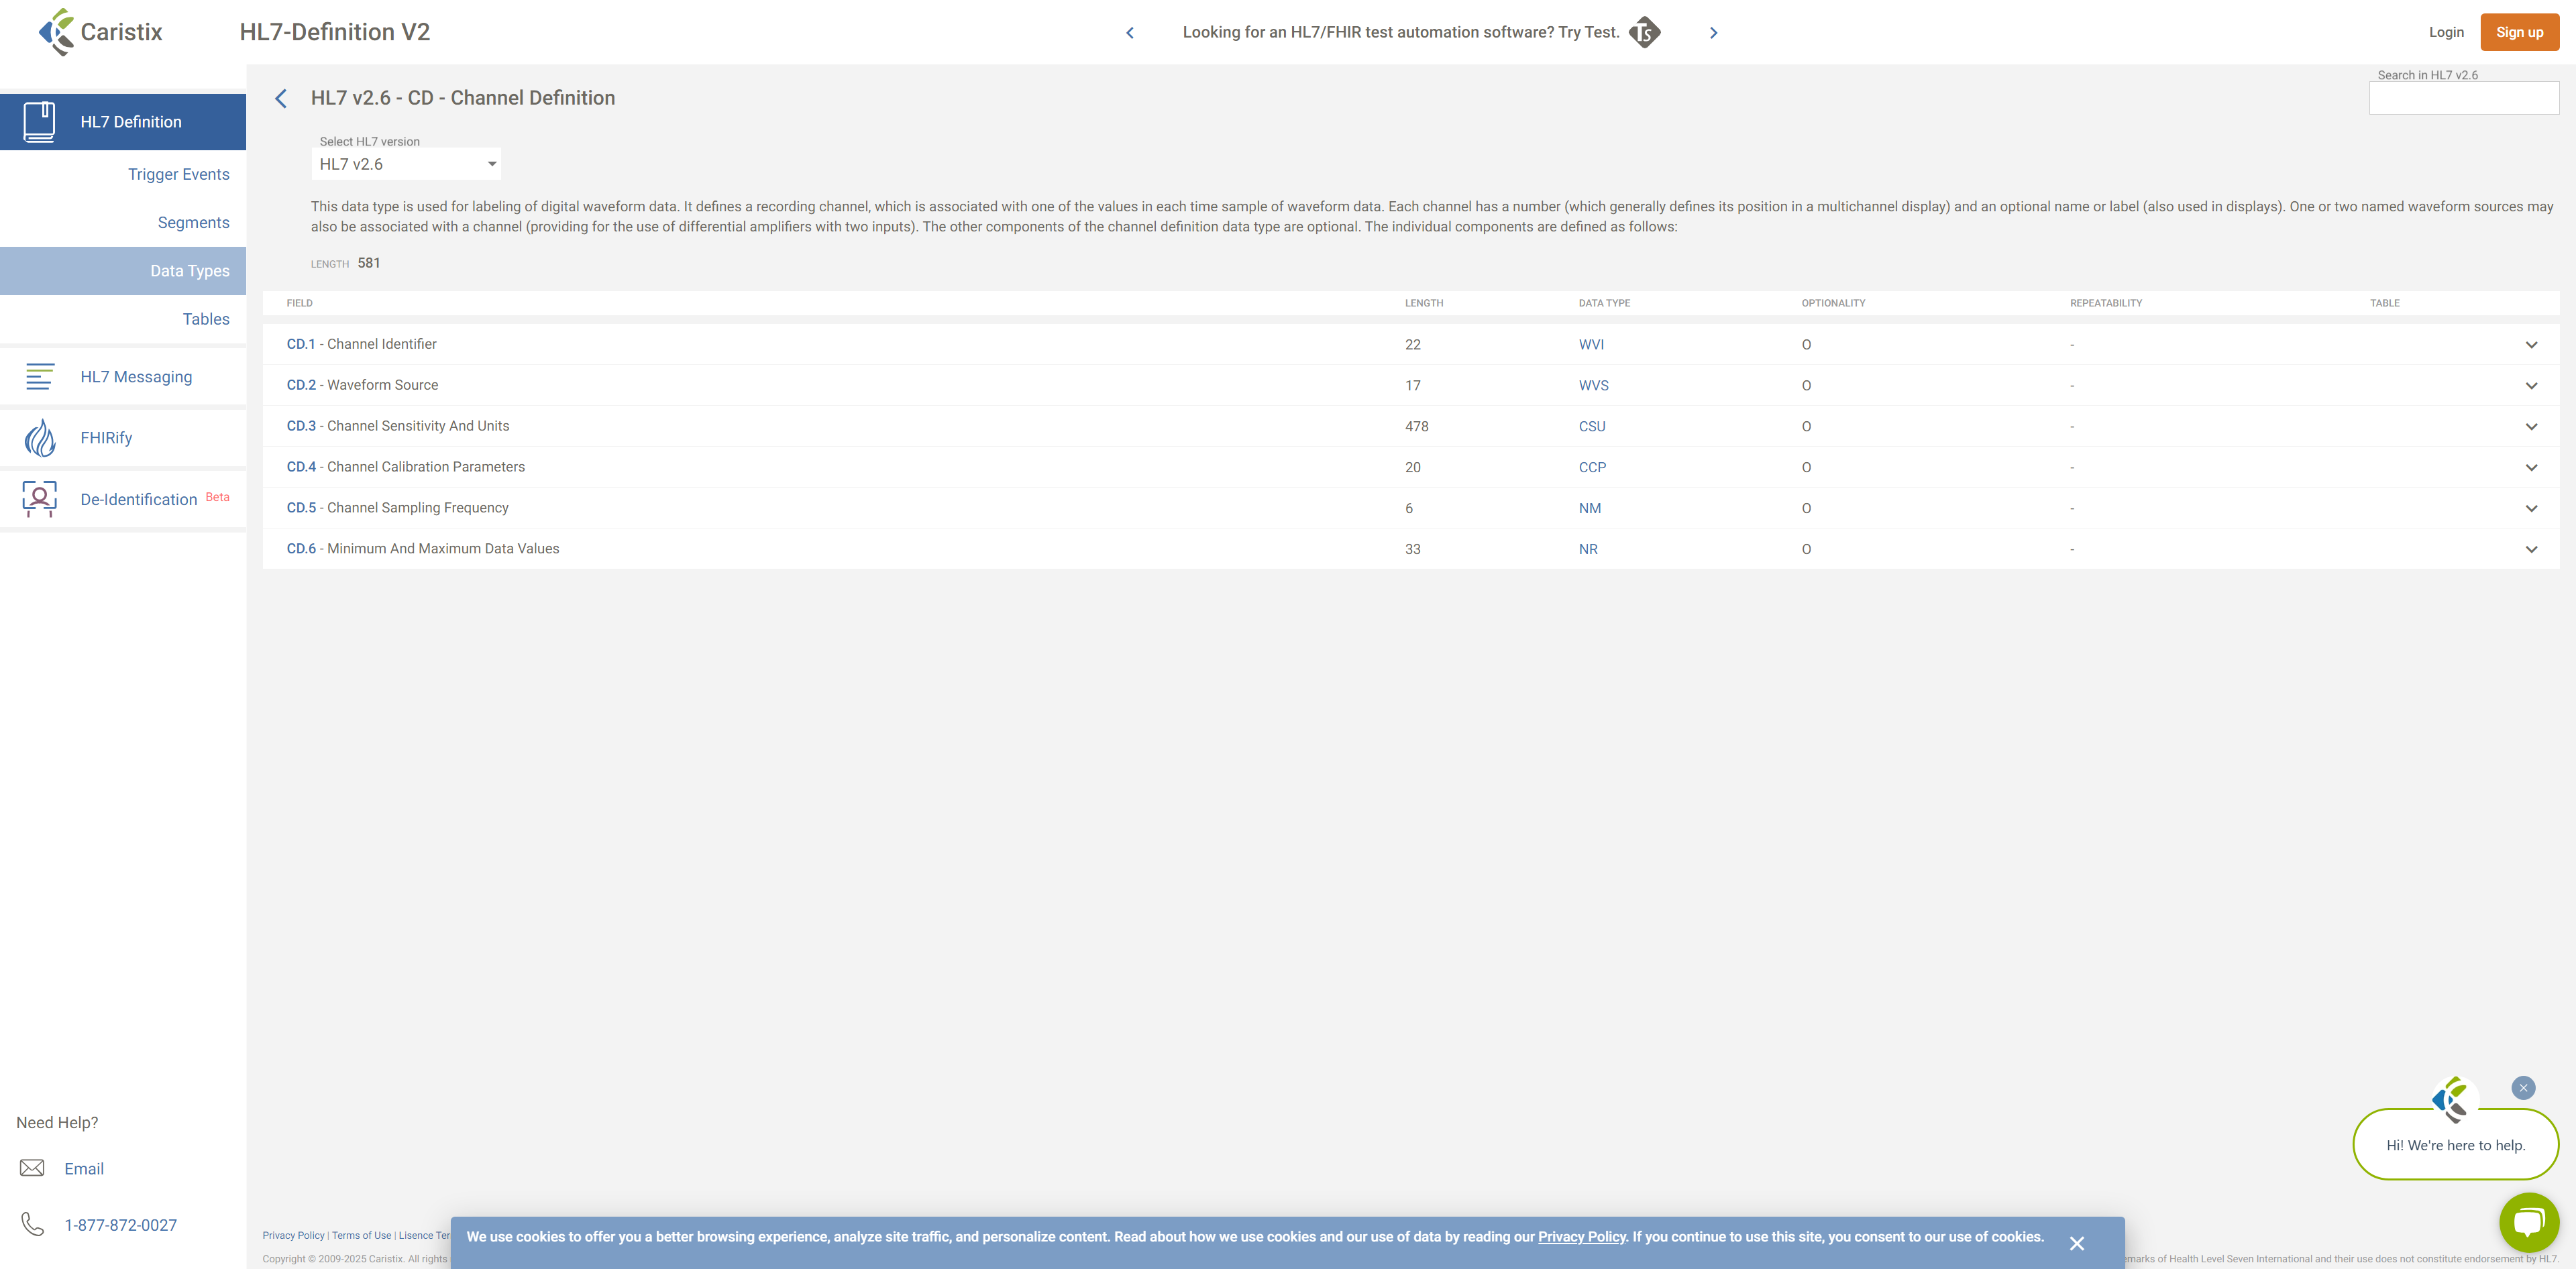 Caristix
HL7-Definition V2
Looking for an HL7/FHIR test automation software? Try Test.
Ts
Login
Sign up
HL7 Definition
Trigger Events
Segments
Data Types
Tables
HL7 Messaging
FHIRify
De-Identification Beta
Need Help?
Email
1-877-872-0027
HL7 v2.6 - CD - Channel Definition
Search in HL7 v2.6
Select HL7 version
HL7 v2.6
This data type is used for labeling of digital waveform data. It defines a recording channel, which is associated with one of the values in each time sample of waveform data. Each channel has a number (which generally defines its position in a multichannel display) and an optional name or label (also used in displays). One or two named waveform sources may
also be associated with a channel (providing for the use of differential amplifiers with two inputs). The other components of the channel definition data type are optional. The individual components are defined as follows:
LENGTH 581
FIELD LENGTH DATA TYPE OPTIONALITY REPEATABILITY TABLE
CD.1 - Channel Identifier 22 WVI O -
CD.2 - Waveform Source 17 WVS O -
CD.3 - Channel Sensitivity And Units 478 CSU O -
CD.4 - Channel Calibration Parameters 20 CCP O -
CD.5 - Channel Sampling Frequency 6 NM O -
CD.6 - Minimum And Maximum Data Values 33 NR O -
Hi! We're here to help.
Privacy Policy | Terms of Use | Lisence Ter
We use cookies to offer you a better browsing experience, analyze site traffic, and personalize content. Read about how we use cookies and our use of data by reading our Privacy Policy. If you continue to use this site, you consent to our use of cookies.
Copyright © 2009-2025 Caristix. All rights
emarks of Health Level Seven International and their use does not constitute endorsement by HL7.